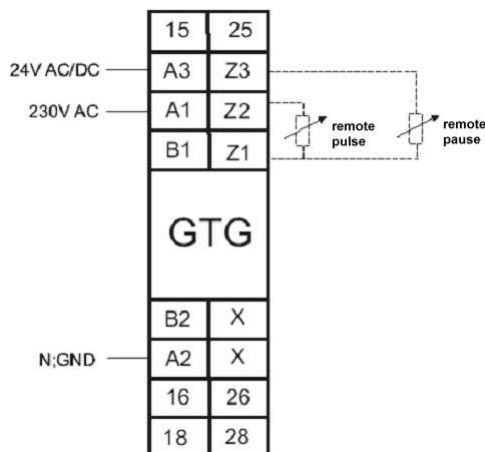 15 25
24V AC/DC A3 Z3
230V AC A1 Z2
remote pulse
remote pause
B1 Z1
GTG
B2 X
N;GND A2 X
16 26
18 28